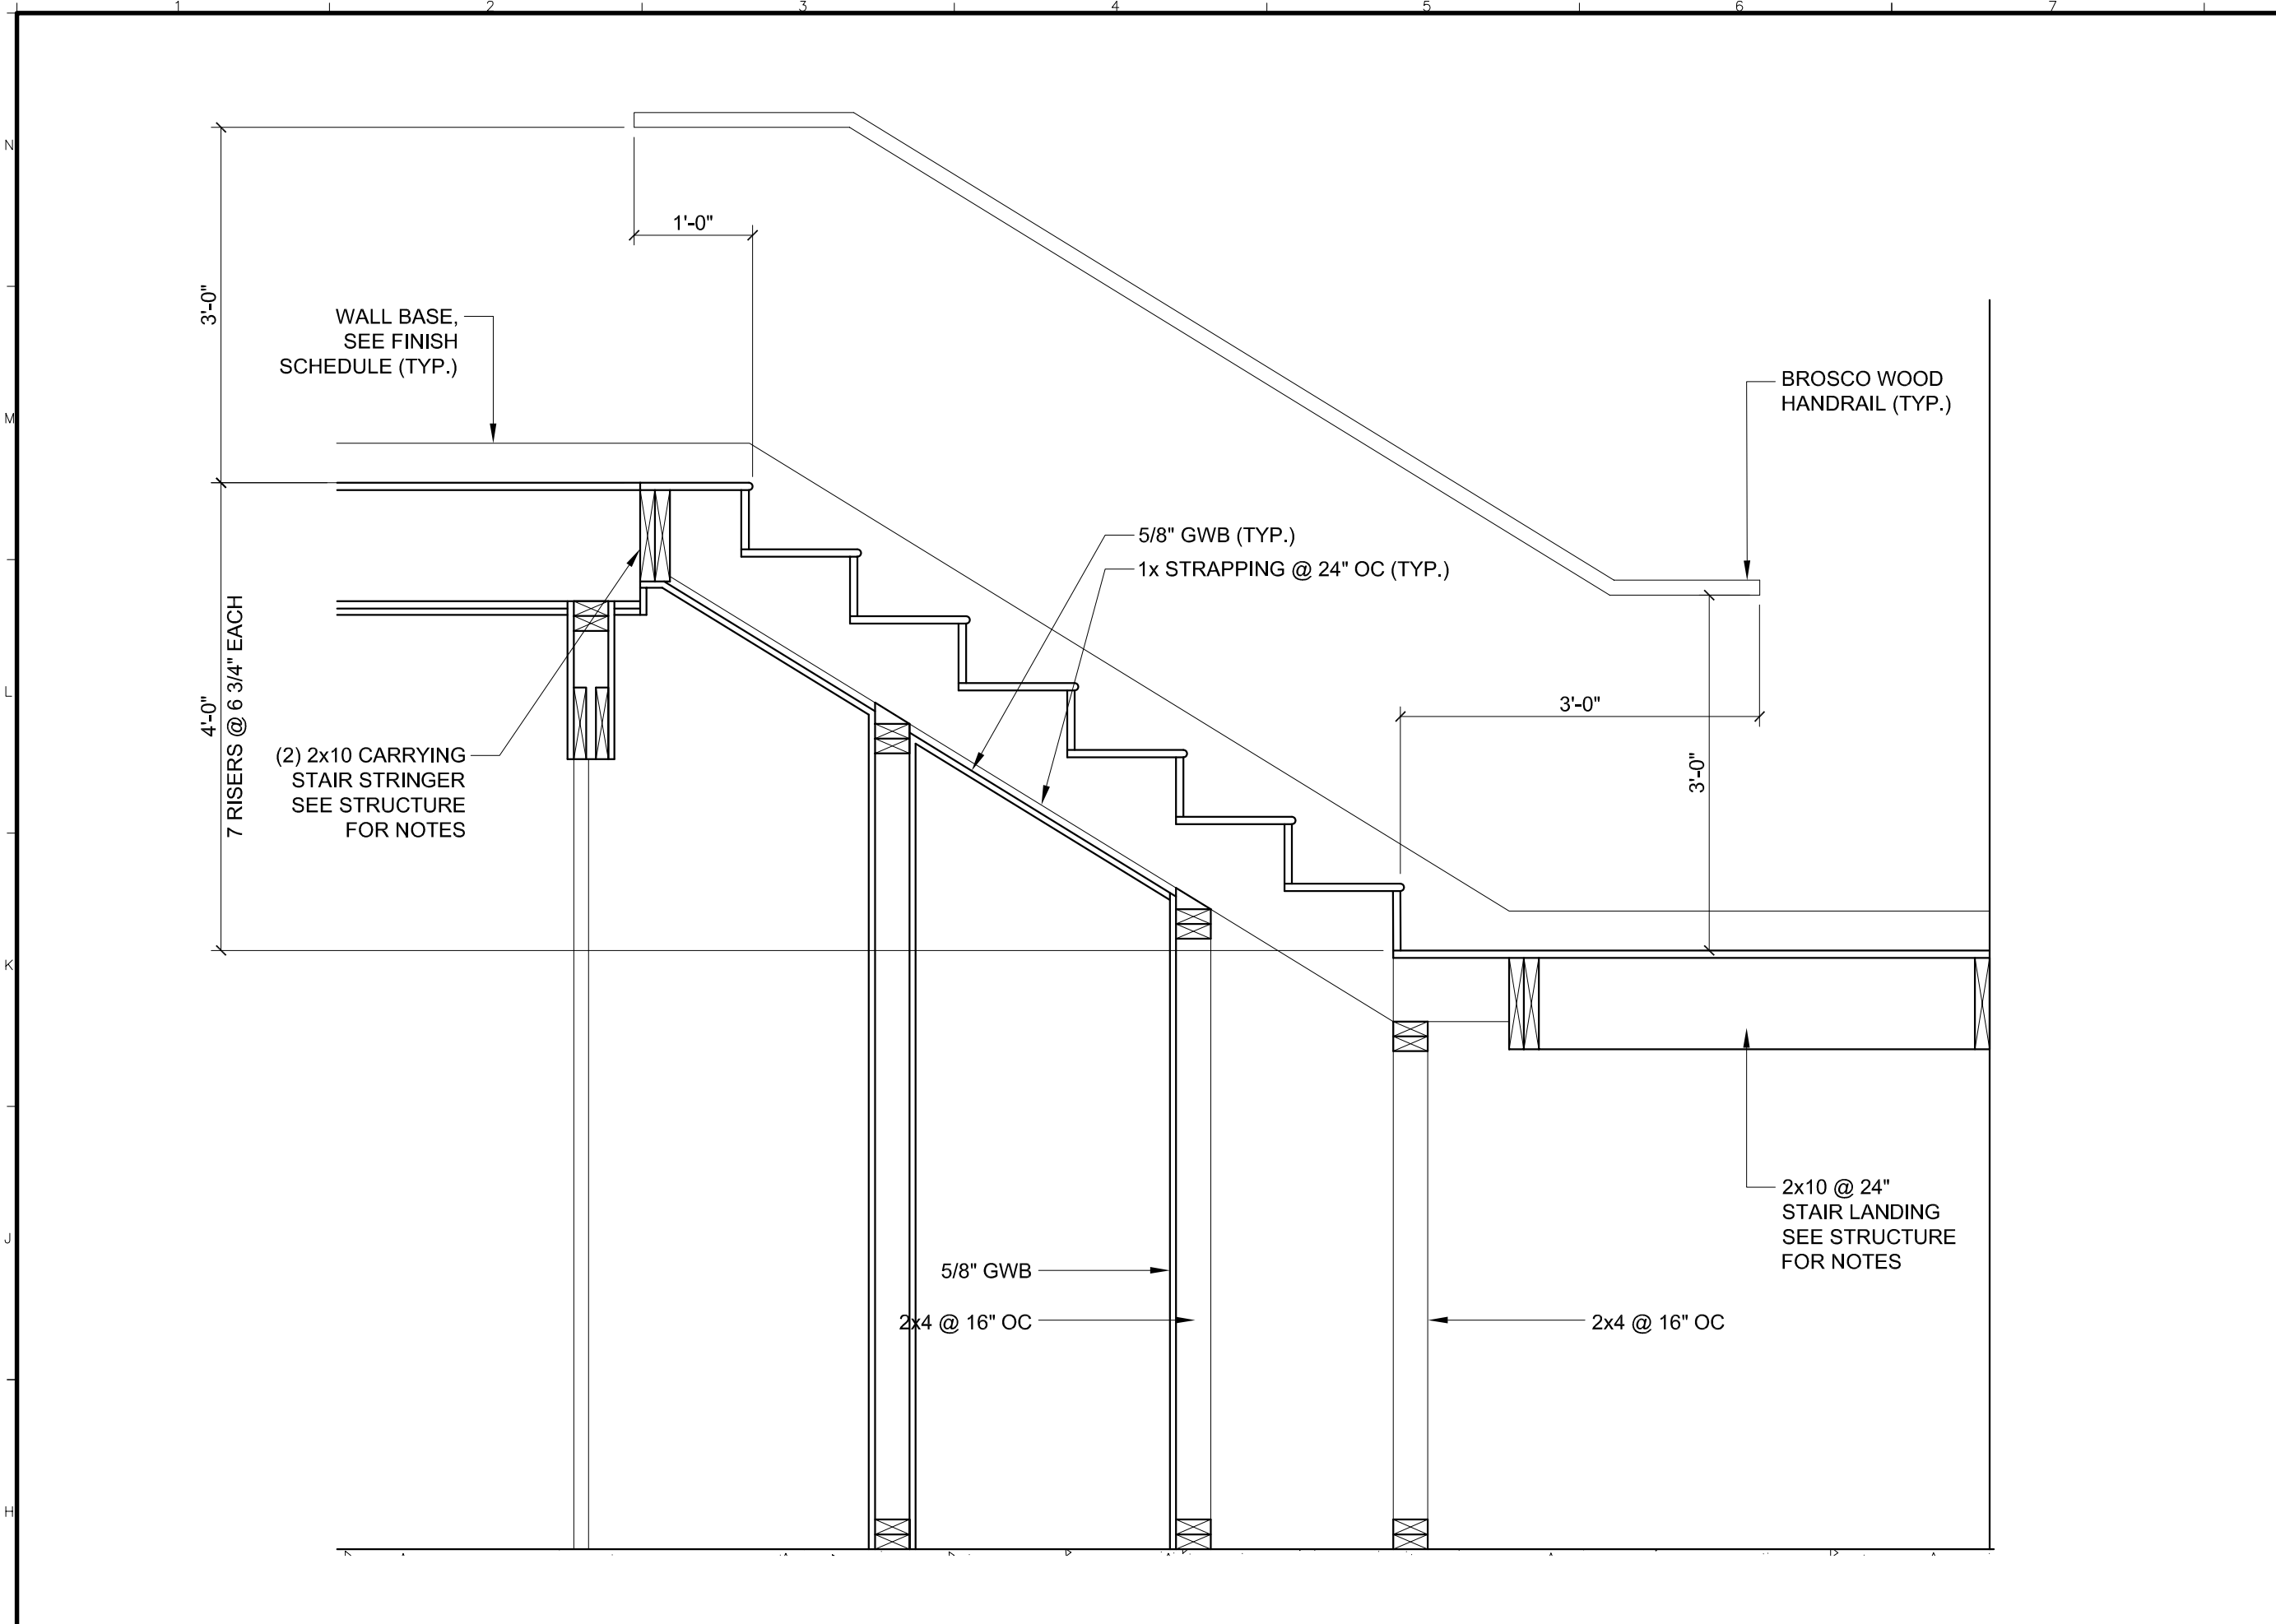 1 2 3 4 5 6 7
N
M
L
K
J
H
1'-0"
3'-0"
WALL BASE,
SEE FINISH
SCHEDULE (TYP.)
BROSCO WOOD
HANDRAIL (TYP.)
5/8" GWB (TYP.)
1x STRAPPING @ 24" OC (TYP.)
4'-0"
7 RISERS @ 6 3/4" EACH
(2) 2x10 CARRYING
STAIR STRINGER
SEE STRUCTURE
FOR NOTES
3'-0"
3'-0"
2x10 @ 24"
STAIR LANDING
SEE STRUCTURE
FOR NOTES
5/8" GWB
2x4 @ 16" OC
2x4 @ 16" OC